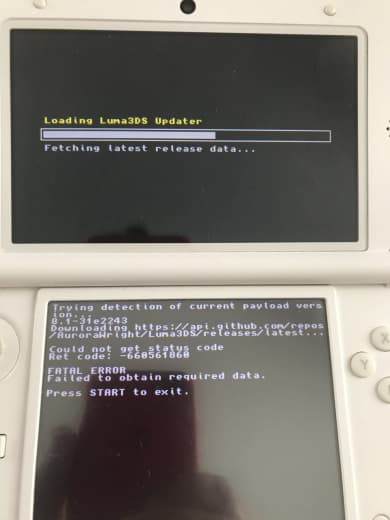 Loading Luma3DS Updater
Fetching latest release data...
Trying detection of current payload vers
ion...
8.1-31e2243
Downloading https://api.github.com/repos
/AuroraWright/Luma3DS/releases/latest...
Could not get status code
Ret code: -660561860
FATAL ERROR
Failed to obtain required data.
Press START to exit.
X
Y